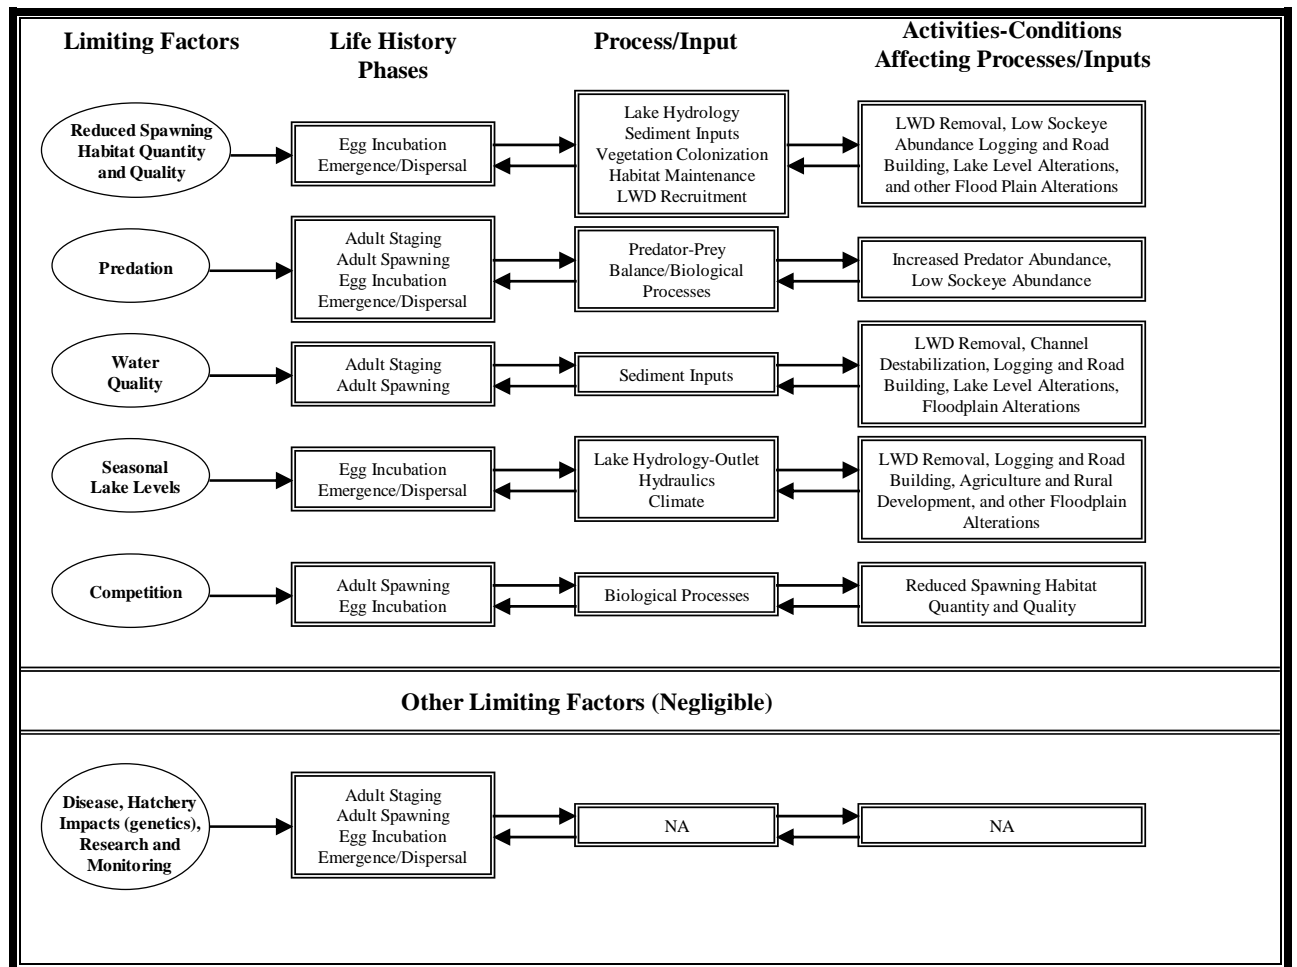 Limiting Factors
Life History
Phases
Process/Input
Activities-Conditions
Affecting Processes/Inputs
Reduced Spawning
Habitat Quantity
and Quality
Egg Incubation
Emergence/Dispersal
Lake Hydrology
Sediment Inputs
Vegetation Colonization
Habitat Maintenance
LWD Recruitment
LWD Removal, Low Sockeye
Abundance Logging and Road
Building, Lake Level Alterations,
and other Flood Plain Alterations
Predation
Adult Staging
Adult Spawning
Egg Incubation
Emergence/Dispersal
Predator-Prey
Balance/Biological
Processes
Increased Predator Abundance,
Low Sockeye Abundance
Water
Quality
Adult Staging
Adult Spawning
Sediment Inputs
LWD Removal, Channel
Destabilization, Logging and Road
Building, Lake Level Alterations,
Floodplain Alterations
Seasonal
Lake Levels
Egg Incubation
Emergence/Dispersal
Lake Hydrology-Outlet
Hydraulics
Climate
LWD Removal, Logging and Road
Building, Agriculture and Rural
Development, and other Floodplain
Alterations
Competition
Adult Spawning
Egg Incubation
Biological Processes
Reduced Spawning Habitat
Quantity and Quality
Other Limiting Factors (Negligible)
Disease, Hatchery
Impacts (genetics),
Research and
Monitoring
Adult Staging
Adult Spawning
Egg Incubation
Emergence/Dispersal
NA
NA